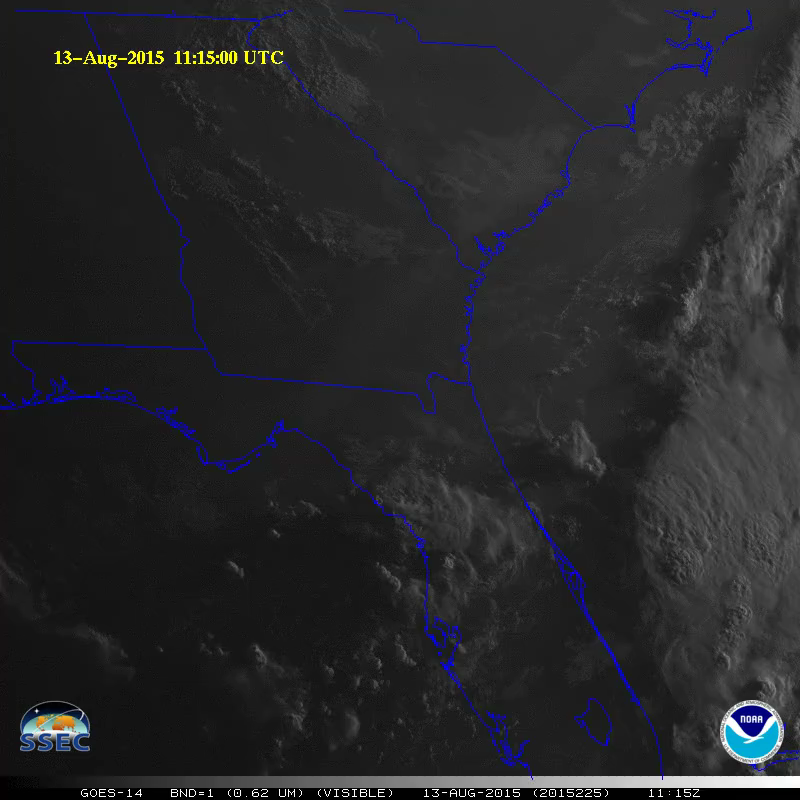 13-Aug-2015 11:15:00 UTC
SSEC
NOAA
GOES-14 BND=1 (0.62 UM) (VISIBLE) 13-AUG-2015 (2015225) 11:15Z